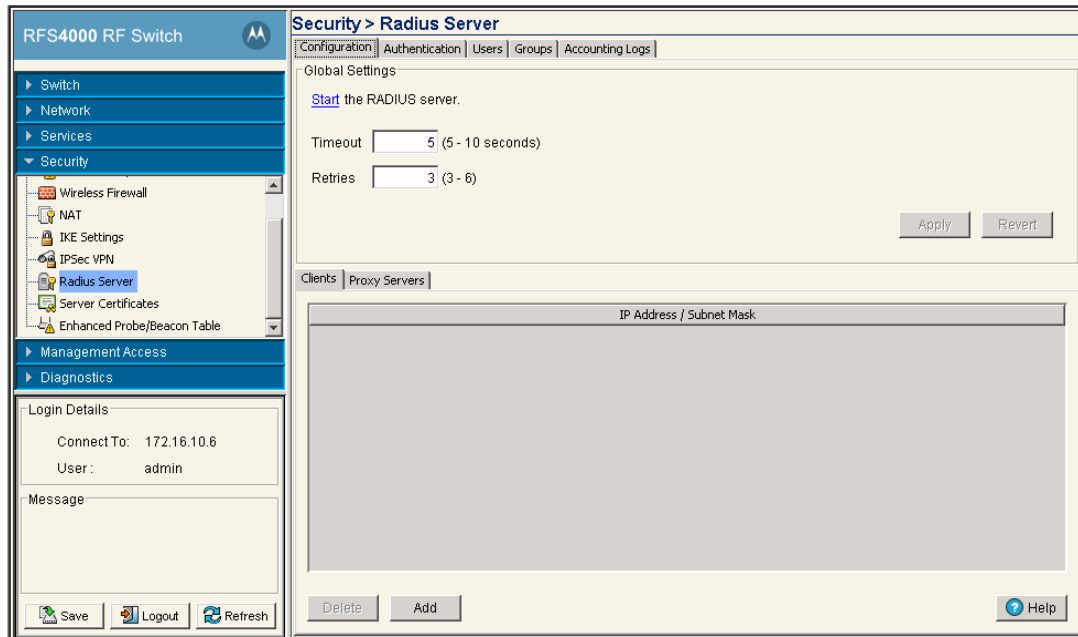 RFS4000 RF Switch
Switch
Network
Services
Security
Wireless Firewall
NAT
IKE Settings
IPSec VPN
Radius Server
Server Certificates
Enhanced Probe/Beacon Table
Management Access
Diagnostics
Login Details
Connect To: 172.16.10.6
User : admin
Message
Save Logout Refresh
Security > Radius Server
Configuration Authentication Users Groups Accounting Logs
Global Settings
Start the RADIUS server.
Timeout 5 (5 - 10 seconds)
Retries 3 (3 - 6)
Apply Revert
Clients Proxy Servers
IP Address / Subnet Mask
Delete Add Help